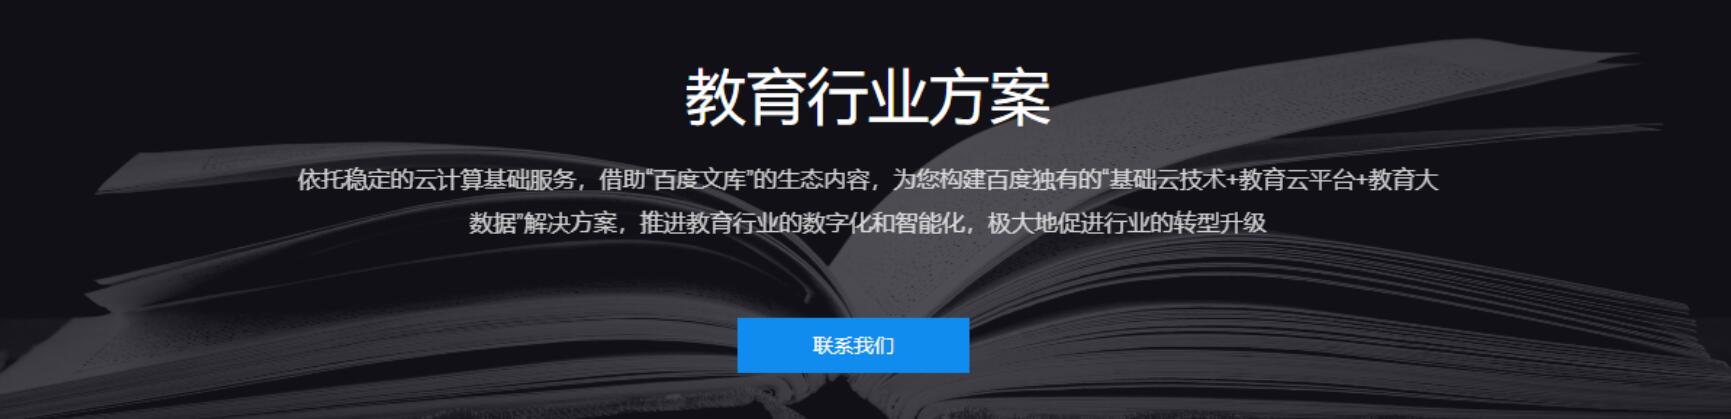 教育行业方案
依托稳定的云计算基础服务，借助“百度文库”的生态内容，为您构建百度独有的“基础云技术+教育云平台+教育大
数据”解决方案，推进教育行业的数字化和智能化，极大地促进行业的转型升级
联系我们